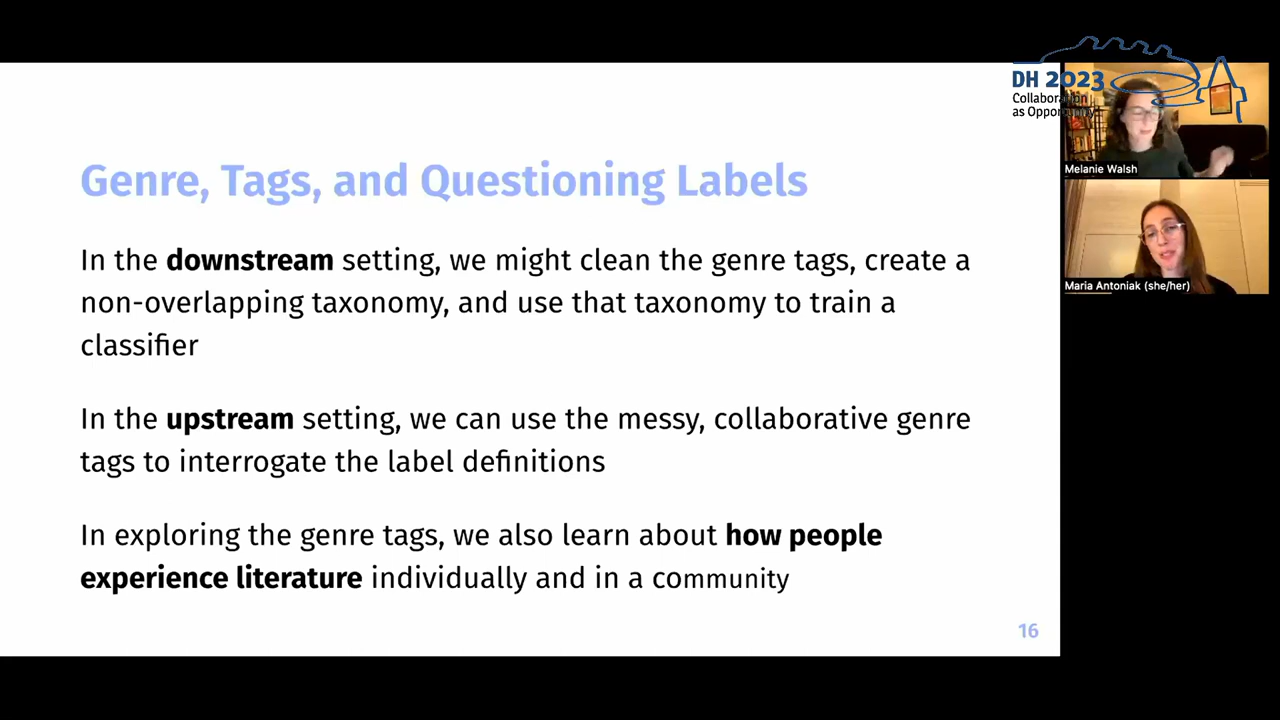 DH 2023
Collaboration
as Opportunity
Melanie Walsh
Maria Antoniak (she/her)
Genre, Tags, and Questioning Labels
In the downstream setting, we might clean the genre tags, create a
non-overlapping taxonomy, and use that taxonomy to train a
classifier
In the upstream setting, we can use the messy, collaborative genre
tags to interrogate the label definitions
In exploring the genre tags, we also learn about how people
experience literature individually and in a community
16